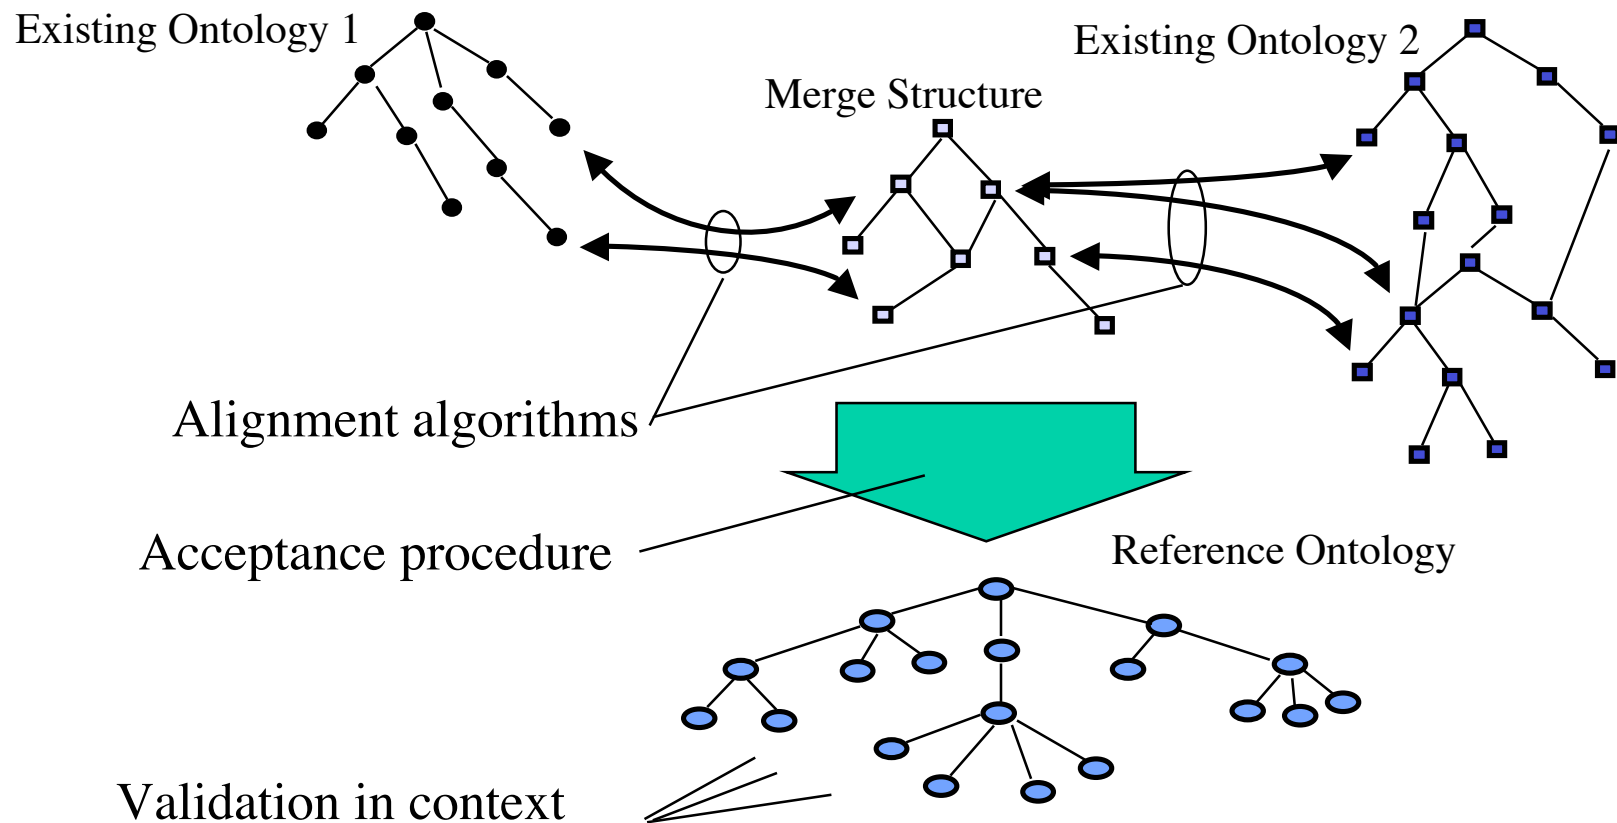 Existing Ontology 1
Existing Ontology 2
Merge Structure
Alignment algorithms
Acceptance procedure
Reference Ontology
Validation in context